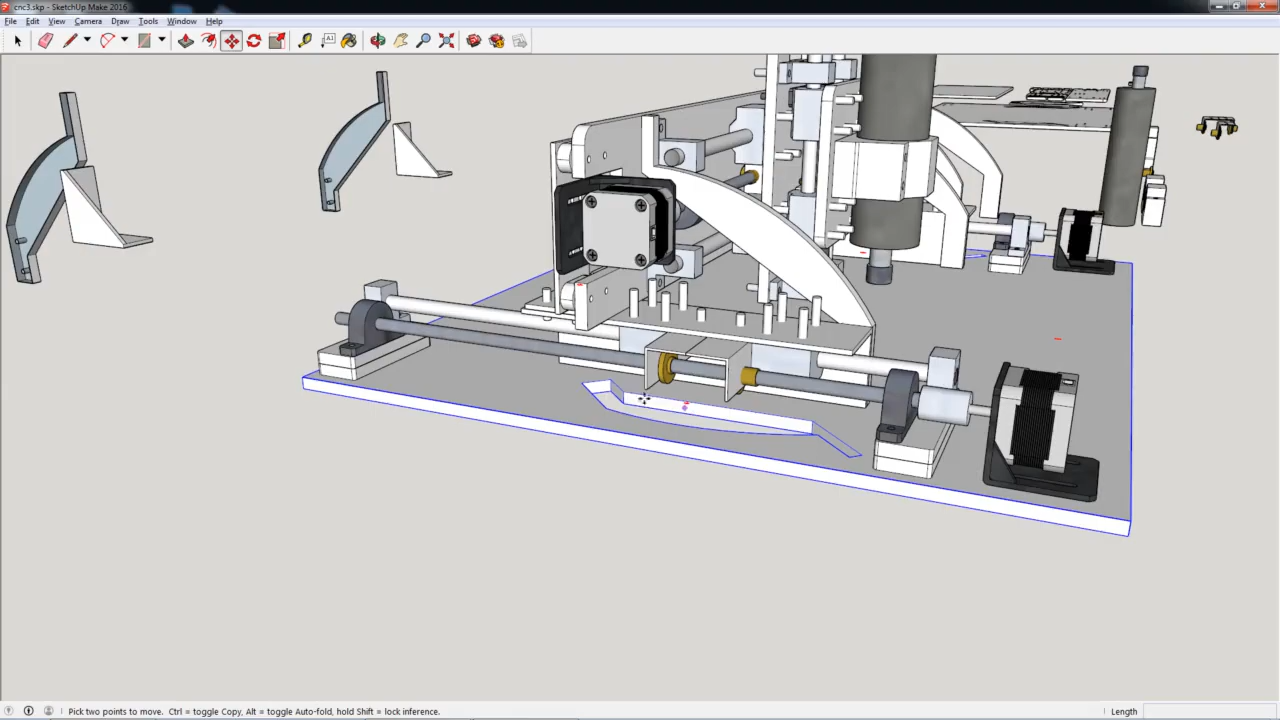 cnc3.skp - SketchUp Make 2016
File Edit View Camera Draw Tools Window Help
Pick two points to move. Ctrl = toggle Copy, Alt = toggle Auto-fold, hold Shift = lock inference.
Length